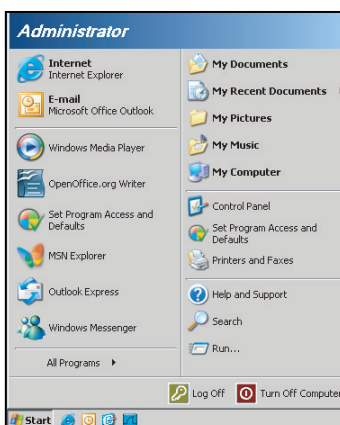 Administrator
Internet
Internet Explorer
E-mail
Microsoft Office Outlook
Windows Media Player
OpenOffice.org Writer
Set Program Access and
Defaults
MSN Explorer
Outlook Express
Windows Messenger
All Programs
My Documents
My Recent Documents
My Pictures
My Music
My Computer
Control Panel
Set Program Access and
Defaults
Printers and Faxes
Help and Support
Search
Run...
Log Off
Turn Off Computer
Start